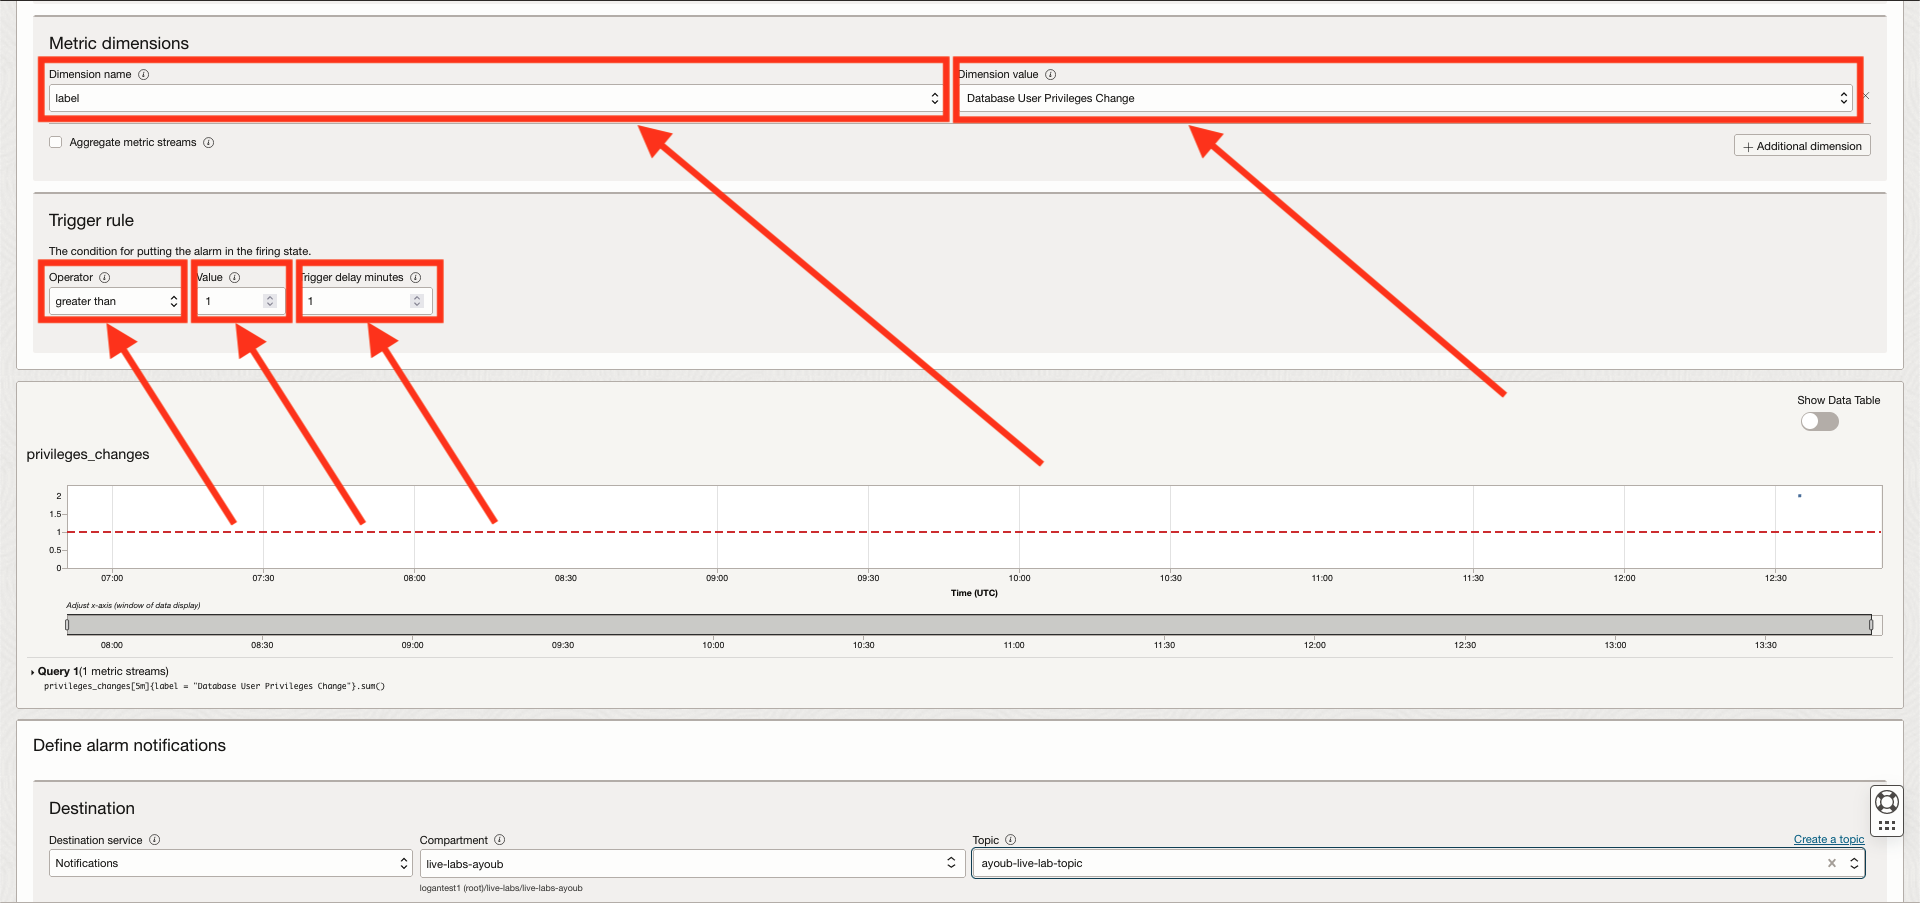 Metric dimensions
Dimension name
Dimension value
label
Database User Privileges Change
Aggregate metric streams
+ Additional dimension
Trigger rule
The condition for putting the alarm in the firing state.
Operator
Value
Trigger delay minutes
greater than
1
1
Show Data Table
privileges_changes
2
1.5
1
0.5
0
07:00 07:30 08:00 08:30 09:00 09:30 10:00 10:30 11:00 11:30 12:00 12:30
Time (UTC)
Adjust x-axis (window of data display)
08:00 08:30 09:00 09:30 10:00 10:30 11:00 11:30 12:00 12:30 13:00 13:30
Query 1(1 metric streams)
privileges_changes[5m]{label = "Database User Privileges Change"}.sum()
Define alarm notifications
Destination
Destination service
Compartment
Topic
Create a topic
Notifications
live-labs-ayoub
ayoub-live-lab-topic
logantest1 (root)/live-labs/live-labs-ayoub